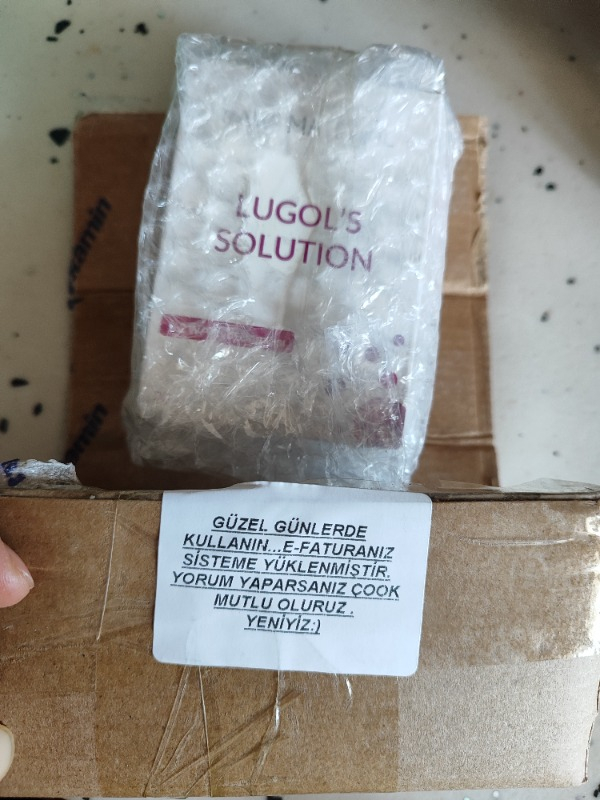 LUGOL'S
SOLUTION
GÜZEL GÜNLERDE
KULLANIN...E-FATURANIZ
SİSTEME YÜKLENMİŞTİR.
YORUM YAPARSANIZ ÇOOK
MUTLU OLURUZ .
YENİYİZ:)